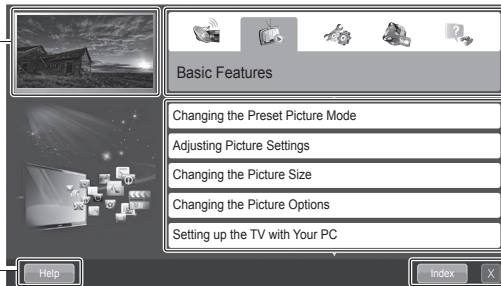 Basic Features
Changing the Preset Picture Mode
Adjusting Picture Settings
Changing the Picture Size
Changing the Picture Options
Setting up the TV with Your PC
Help
Index
X